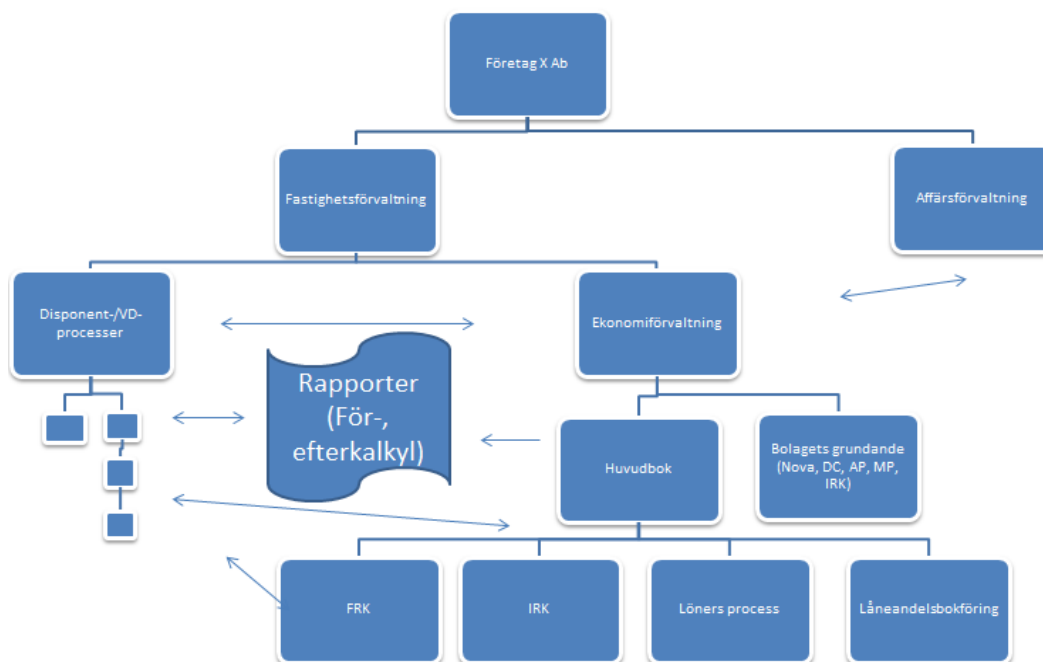 Företag X Ab
Fastighetsförvaltning
Affärsförvaltning
Disponent-/VD-
processer
Ekonomiförvaltning
Rapporter
(För-,
efterkalkyl)
Huvudbok
Bolagets grundande
(Nova, DC, AP, MP,
IRK)
FRK
IRK
Löners process
Låneandelsbokföring